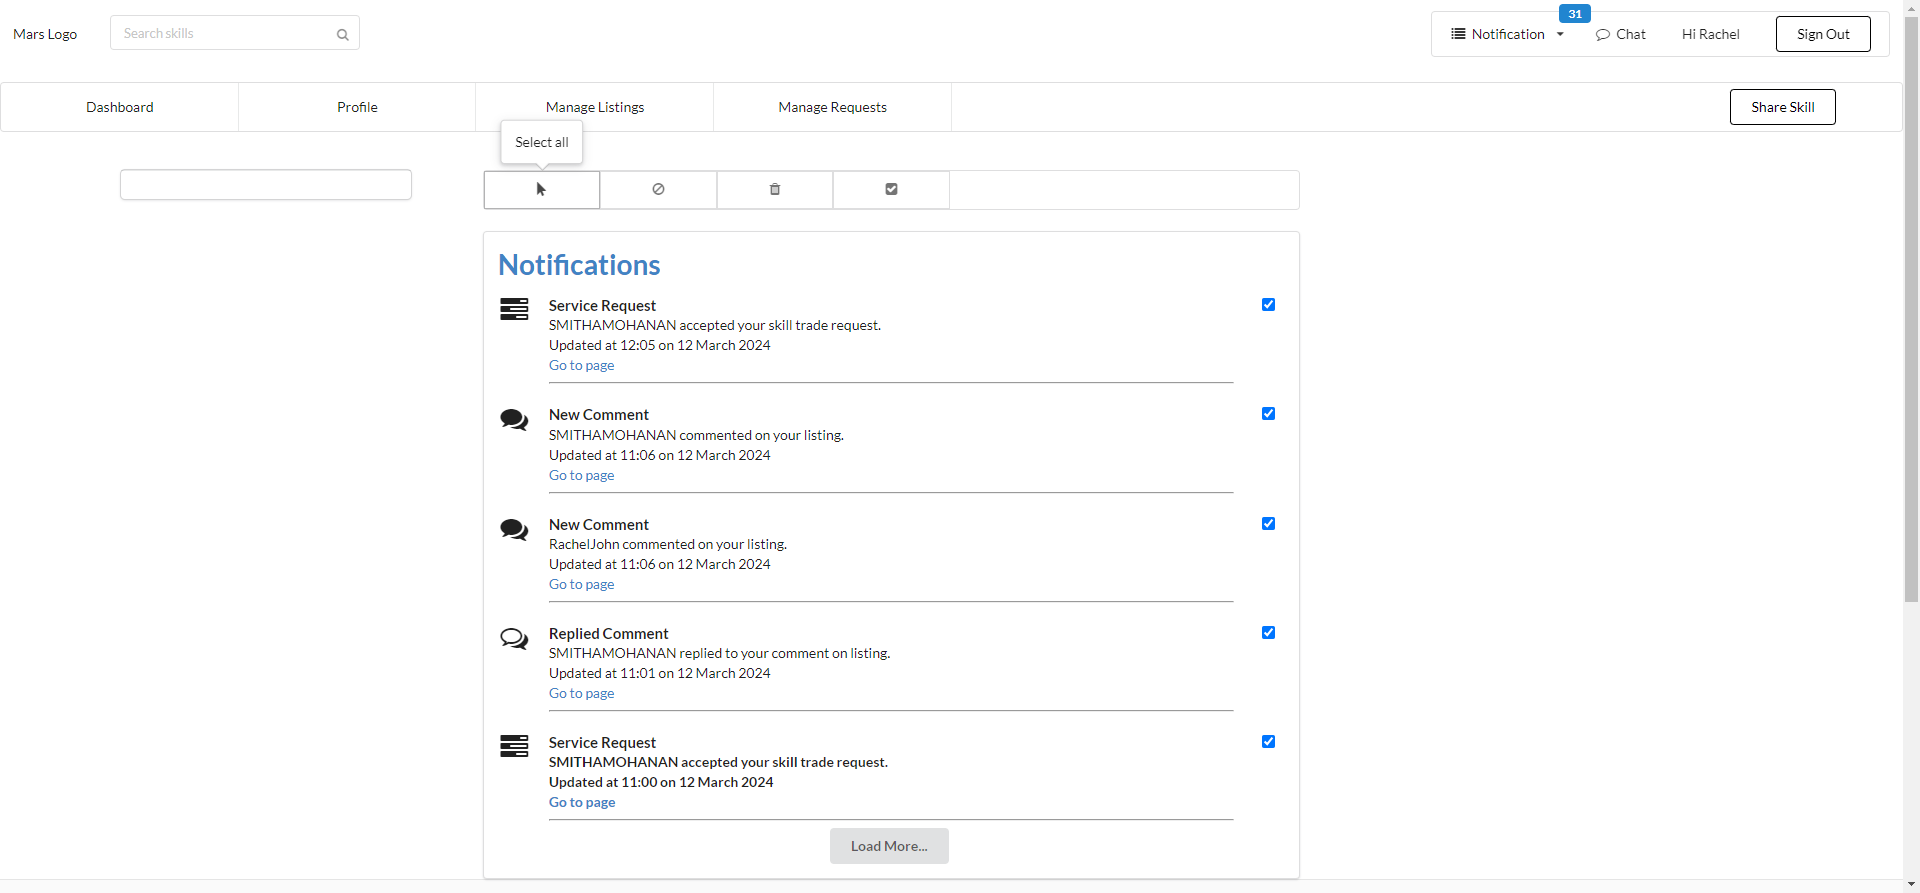 Mars Logo
Search skills
31
Notification
Chat
Hi Rachel
Sign Out
Dashboard
Profile
Manage Listings
Manage Requests
Share Skill
Select all
Notifications
Service Request
SMITHAMOHANAN accepted your skill trade request.
Updated at 12:05 on 12 March 2024
Go to page
New Comment
SMITHAMOHANAN commented on your listing.
Updated at 11:06 on 12 March 2024
Go to page
New Comment
RachelJohn commented on your listing.
Updated at 11:06 on 12 March 2024
Go to page
Replied Comment
SMITHAMOHANAN replied to your comment on listing.
Updated at 11:01 on 12 March 2024
Go to page
Service Request
SMITHAMOHANAN accepted your skill trade request.
Updated at 11:00 on 12 March 2024
Go to page
Load More...